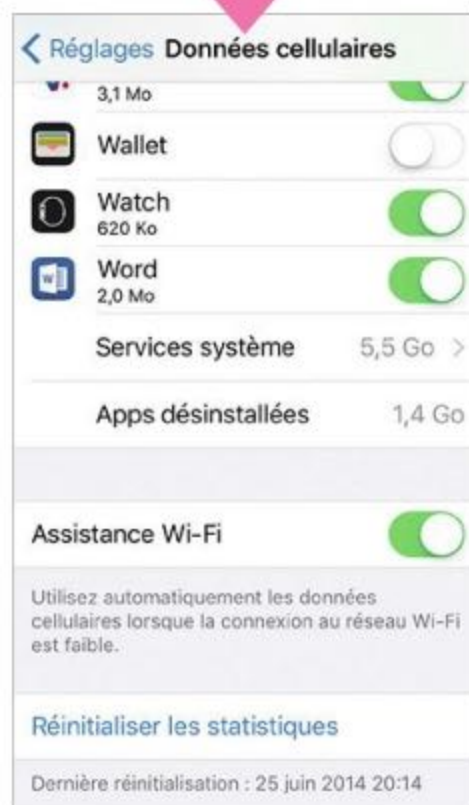 Réglages Données cellulaires
3,1 Mo
Wallet
Watch
620 Ko
Word
2,0 Mo
Services système 5,5 Go
Apps désinstallées 1,4 Go
Assistance Wi-Fi
Utilisez automatiquement les données
cellulaires lorsque la connexion au réseau Wi-Fi
est faible.
Réinitialiser les statistiques
Dernière réinitialisation : 25 juin 2014 20:14